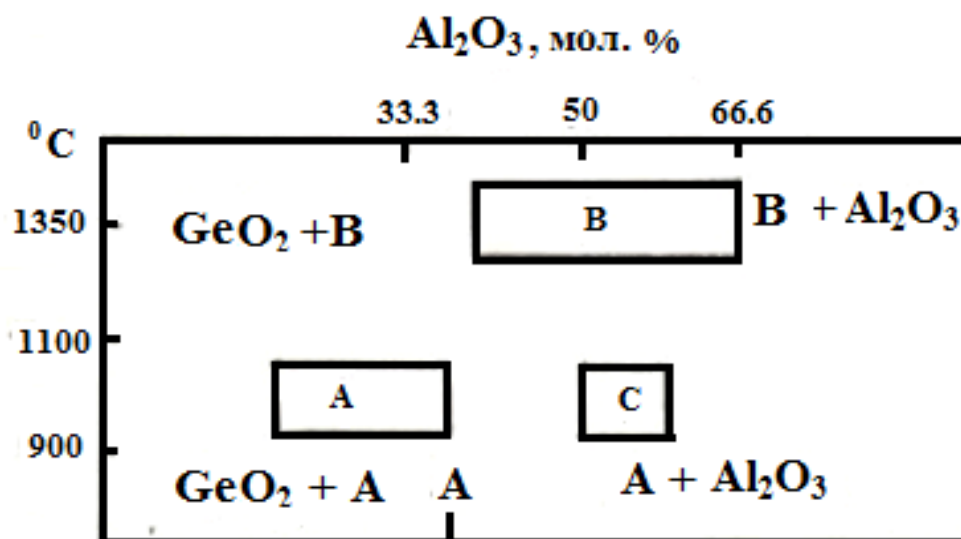 Al₂O₃, мол. %
33.3 50 66.6
⁰C
1350 GeO₂ +B B B + Al₂O₃
1100
A C
900
GeO₂ + A A A + Al₂O₃